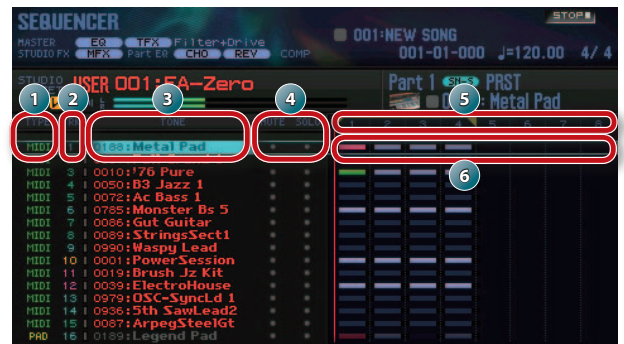 SEQUENCER
STOP
MASTER EQ TFX Filter+Drive
STUDIO FX MFX Part EQ CHO REV COMP
001:NEW SONG
001-01-000 ♩=120.00 4/ 4
STUDIO USER 001:FA-Zero
Part 1 SN-S PRST
: Metal Pad
1 2 3 4 5 6
TONE MUTE SOLO 1 2 3 4 5 6 7 8
MIDI 1 0188:Metal Pad
MIDI 3 0010:'76 Pure
MIDI 4 0050:B3 Jazz 1
MIDI 5 0072:Ac Bass 1
MIDI 6 0785:Monster Bs 5
MIDI 7 0086:Gut Guitar
MIDI 8 0089:StringsSect1
MIDI 9 0990:Waspy Lead
MIDI 10 0001:PowerSession
MIDI 11 0019:Brush Jz Kit
MIDI 12 0039:ElectroHouse
MIDI 13 0979:OSC-SyncLd 1
MIDI 14 0936:5th SawLead2
MIDI 15 0087:ArpegSteelGt
PAD 16 0189:Legend Pad